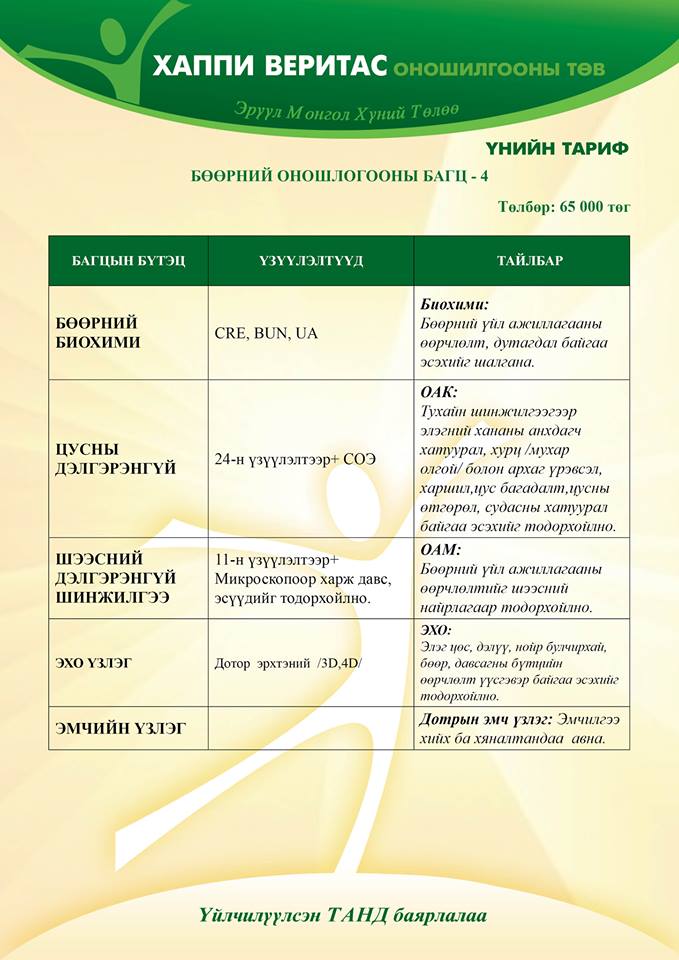 ХАППИ ВЕРИТАС ОНОШИЛГООНЫ ТӨВ
Эрүүл Монгол Хүний Төлөө
ҮНИЙН ТАРИФ
БӨӨРНИЙ ОНОШЛОГООНЫ БАГЦ - 4
Төлбөр: 65 000 төг
БАГЦЫН БҮТЭЦ
ҮЗҮҮЛЭЛТҮҮД
ТАЙЛБАР
БӨӨРНИЙ
БИОХИМИ
CRE, BUN, UA
Биохими:
Бөөрний үйл ажиллагааны
өөрчлөлт, дутагдал байгаа
эсэхийг шалгана.
ЦУСНЫ
ДЭЛГЭРЭНГҮЙ
24-н үзүүлэлтээр+ СОЭ
ОАК:
Тухайн шинжилгээгээр
элэгний хананы анхдагч
хатуурал, хурц /мухар
олгой/ болон архаг үрэвсэл,
харшил,цус багадалт,цусны
өтгөрөл, судасны хатуурал
байгаа эсэхийг тодорхойлно.
ШЭЭСНИЙ
ДЭЛГЭРЭНГҮЙ
ШИНЖИЛГЭЭ
11-н үзүүлэлтээр+
Микроскопоор харж давс,
эсүүдийг тодорхойлно.
ОАМ:
Бөөрний үйл ажиллагааны
өөрчлөлтийг шээсний
найрлагаар тодорхойлно.
ЭХО ҮЗЛЭГ
Дотор эрхтэний /3D,4D/
ЭХО:
Элэг цөс, дэлүү, нойр булчирхай,
бөөр, давсагны бүтцийн
өөрчлөлт үүсгэвэр байгаа эсэхийг
тодорхойлно.
ЭМЧИЙН ҮЗЛЭГ
Дотрын эмч үзлэг: Эмчилгээ
хийх ба хяналтандаа авна.
Үйлчилүүлсэн ТАНД баярлалаа